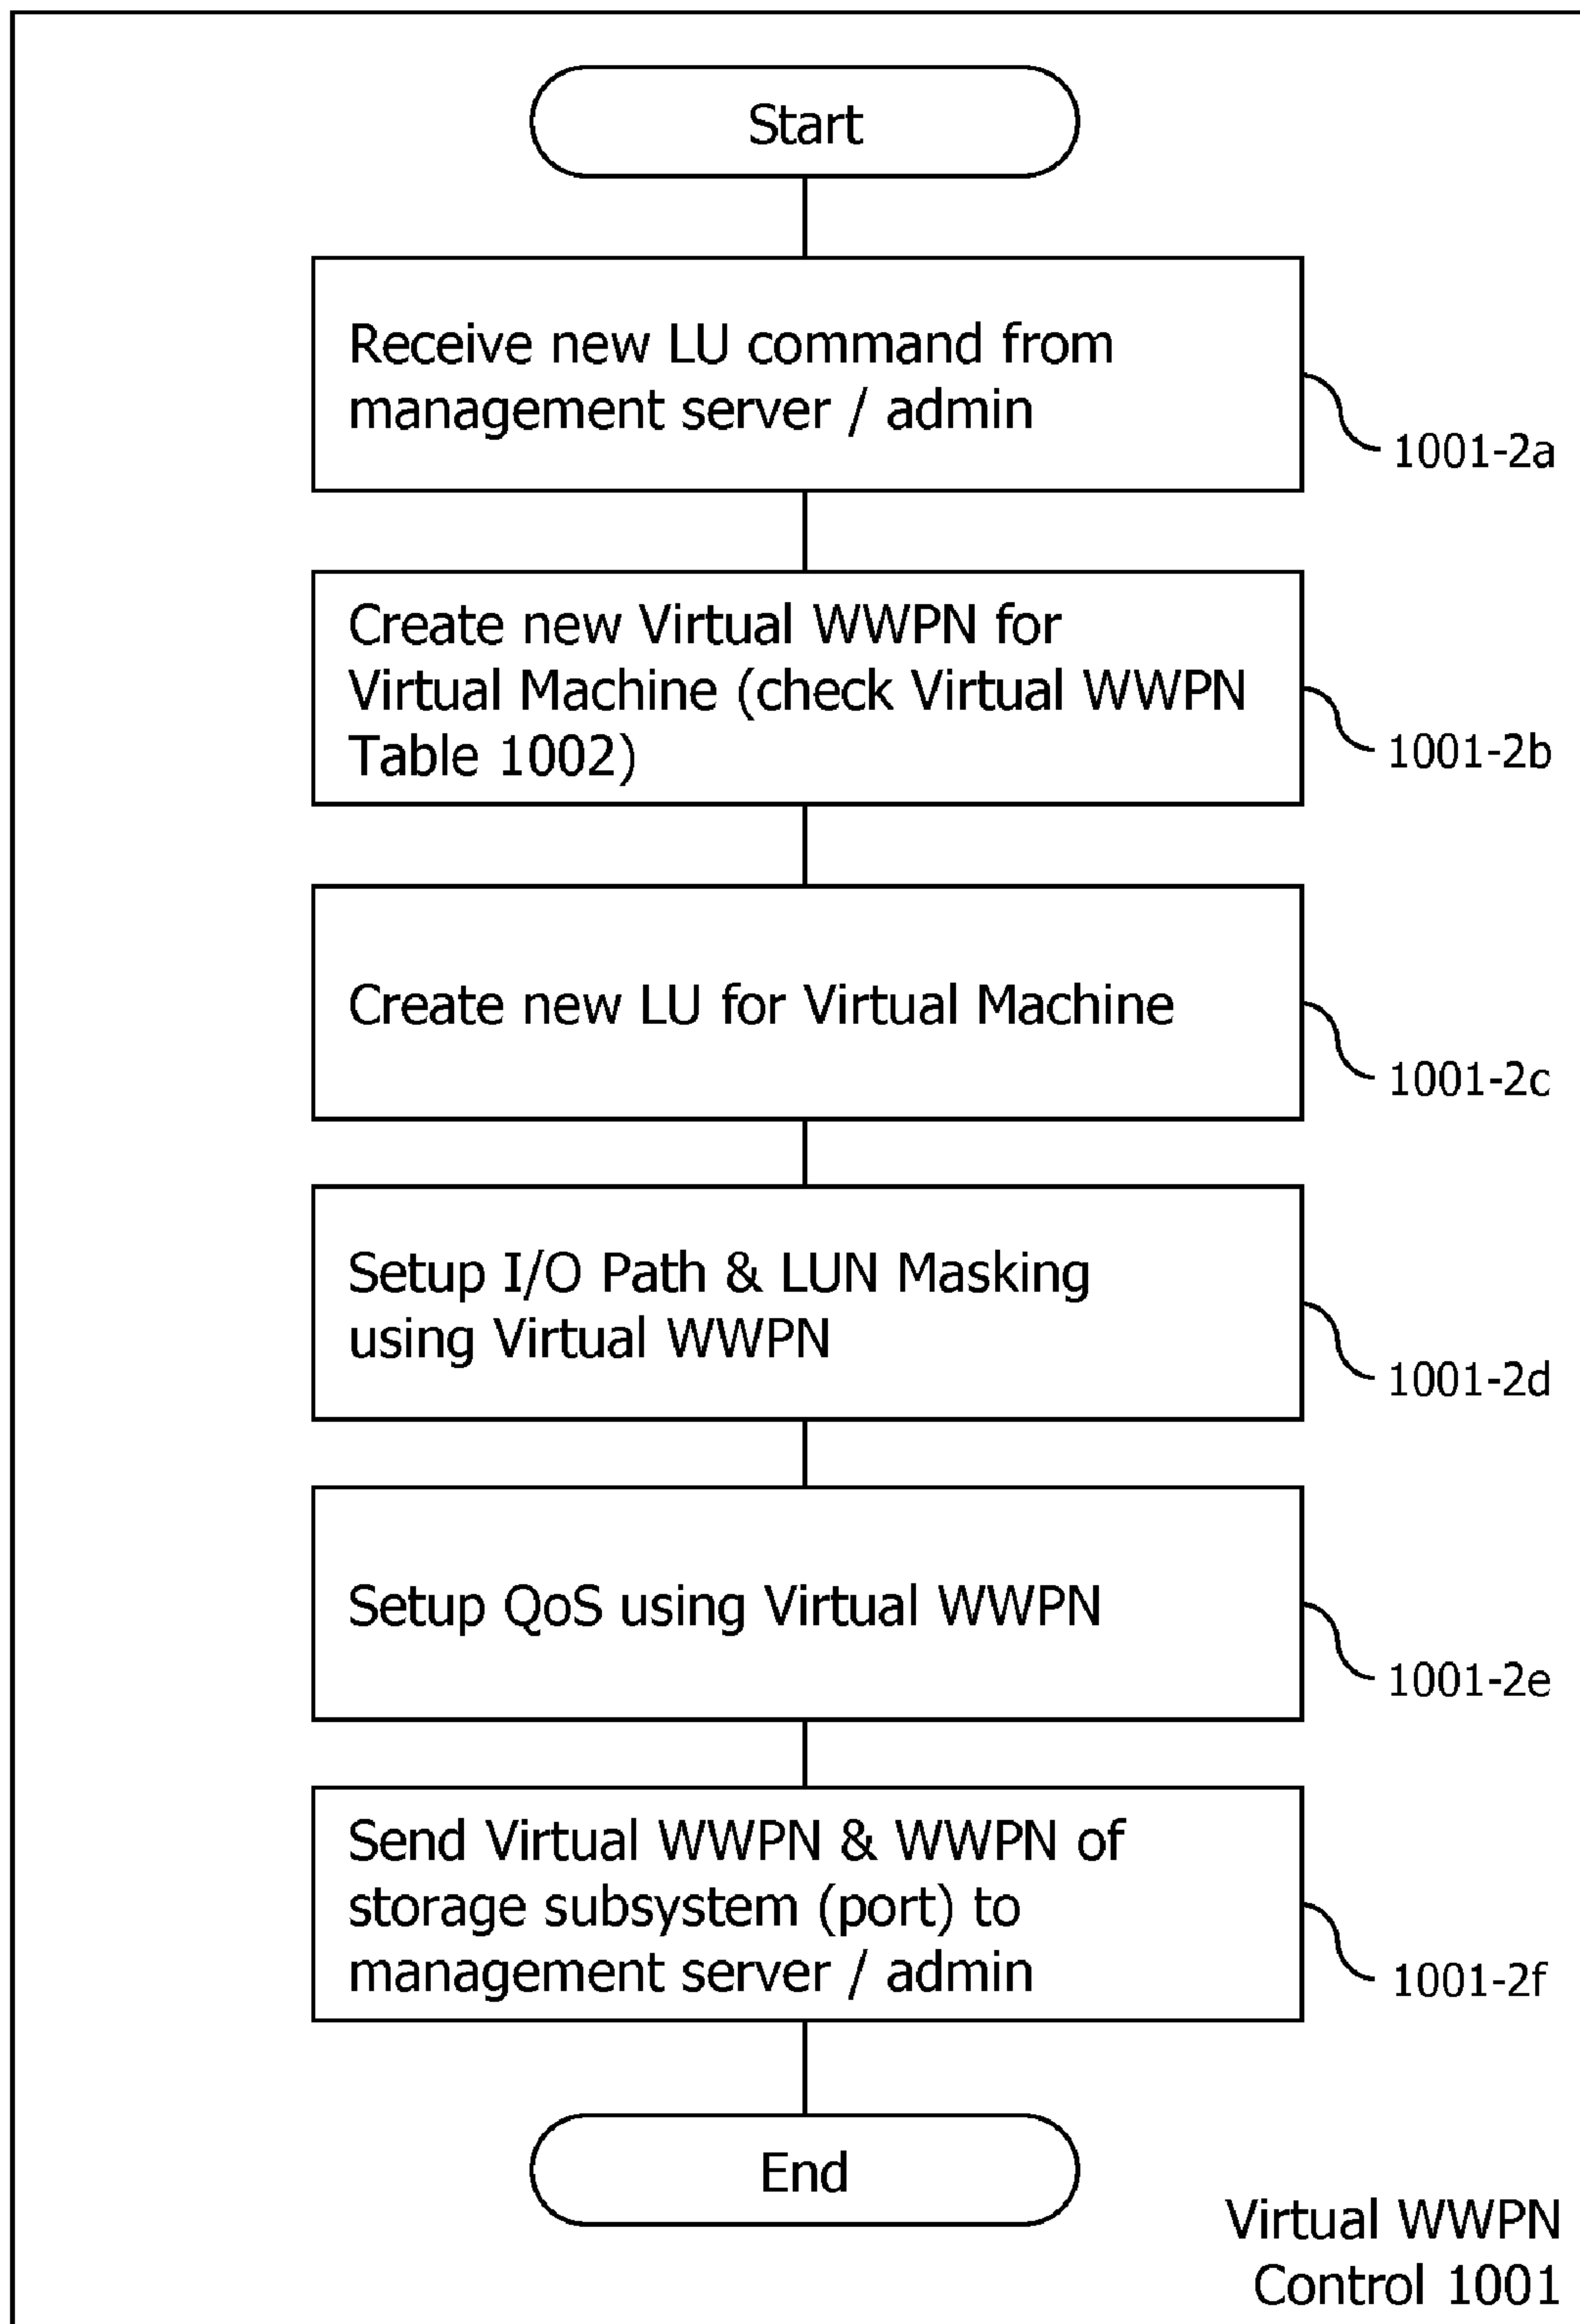 Start
Receive new LU command from
management server / admin
1001-2a
Create new Virtual WWPN for
Virtual Machine (check Virtual WWPN
Table 1002)
1001-2b
Create new LU for Virtual Machine
1001-2c
Setup I/O Path & LUN Masking
using Virtual WWPN
1001-2d
Setup QoS using Virtual WWPN
1001-2e
Send Virtual WWPN & WWPN of
storage subsystem (port) to
management server / admin
1001-2f
End
Virtual WWPN
Control 1001